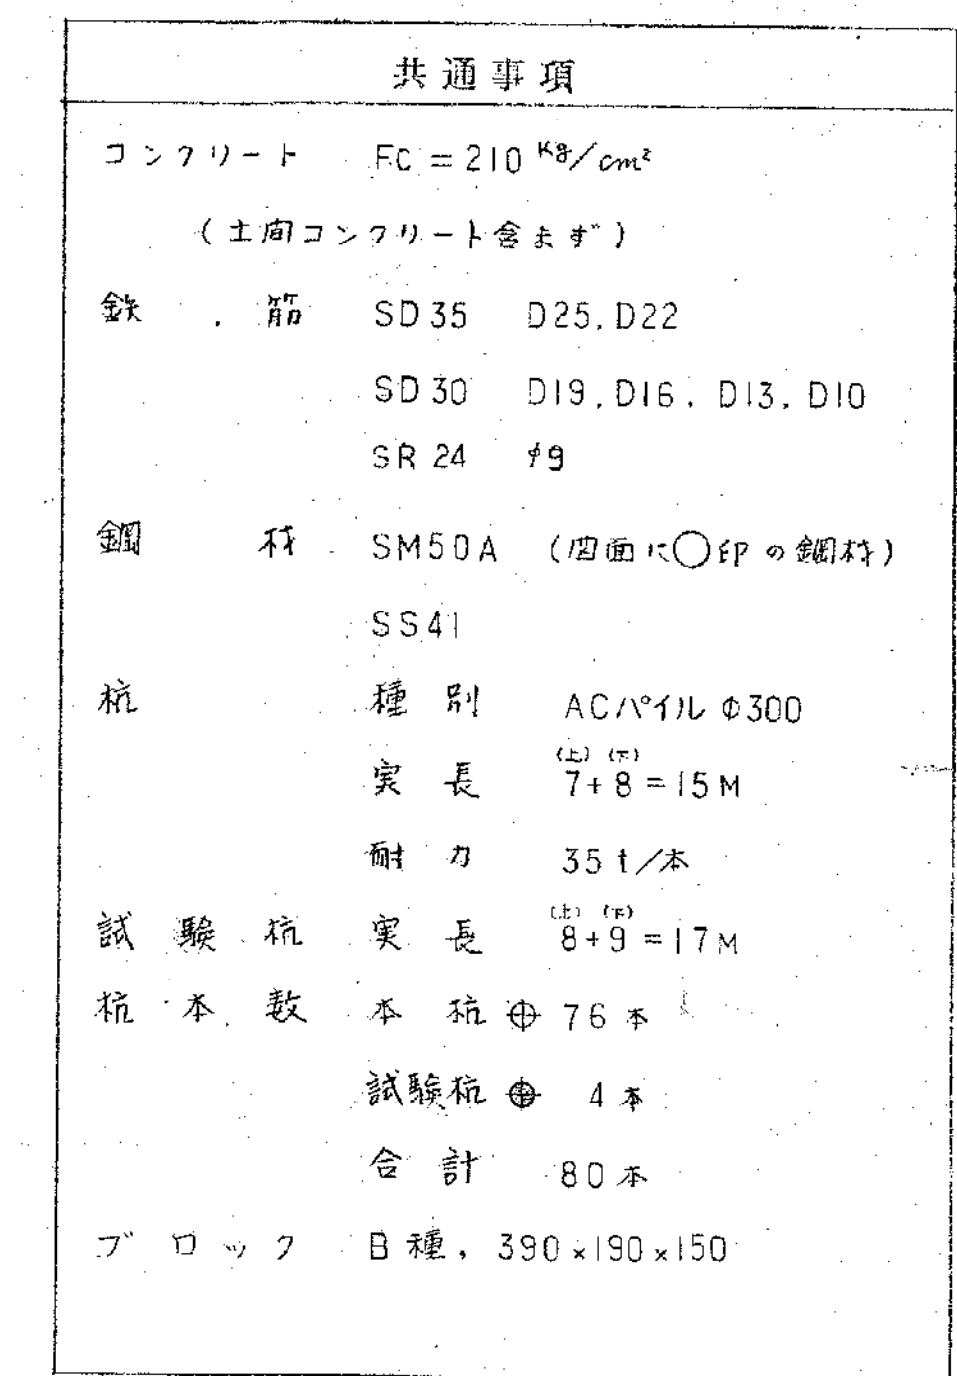 共通事項
コンクリート FC = 210 Kg/cm²
(土間コンクリート含まず)
鉄 筋 SD35 D25, D22
SD30 D19, D16, D13, D10
SR24 φ9
鋼 材 SM50A (図面に○印の鋼材)
SS41
杭 種別 ACパイル φ300
(上) (下)
実長 7+8=15M
耐力 35t/本
(上) (下)
試験杭 実長 8+9=17M
杭本数 本杭 ⊕ 76本
試験杭 ⊕ 4本
合計 80本
ブロック B種, 390×190×150